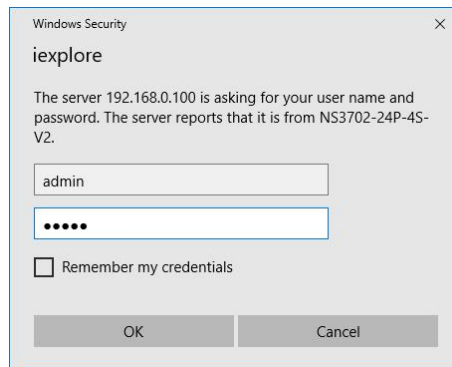 Windows Security
iexplore
The server 192.168.0.100 is asking for your user name and
password. The server reports that it is from NS3702-24P-4S-
V2.
admin
•••••
Remember my credentials
OK Cancel